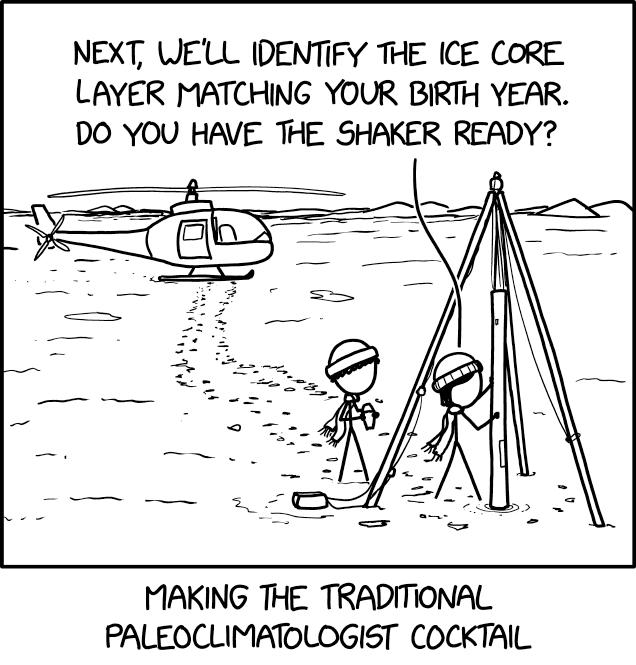 NEXT, WE'LL IDENTIFY THE ICE CORE
LAYER MATCHING YOUR BIRTH YEAR.
DO YOU HAVE THE SHAKER READY?
MAKING THE TRADITIONAL
PALEOCLIMATOLOGIST COCKTAIL